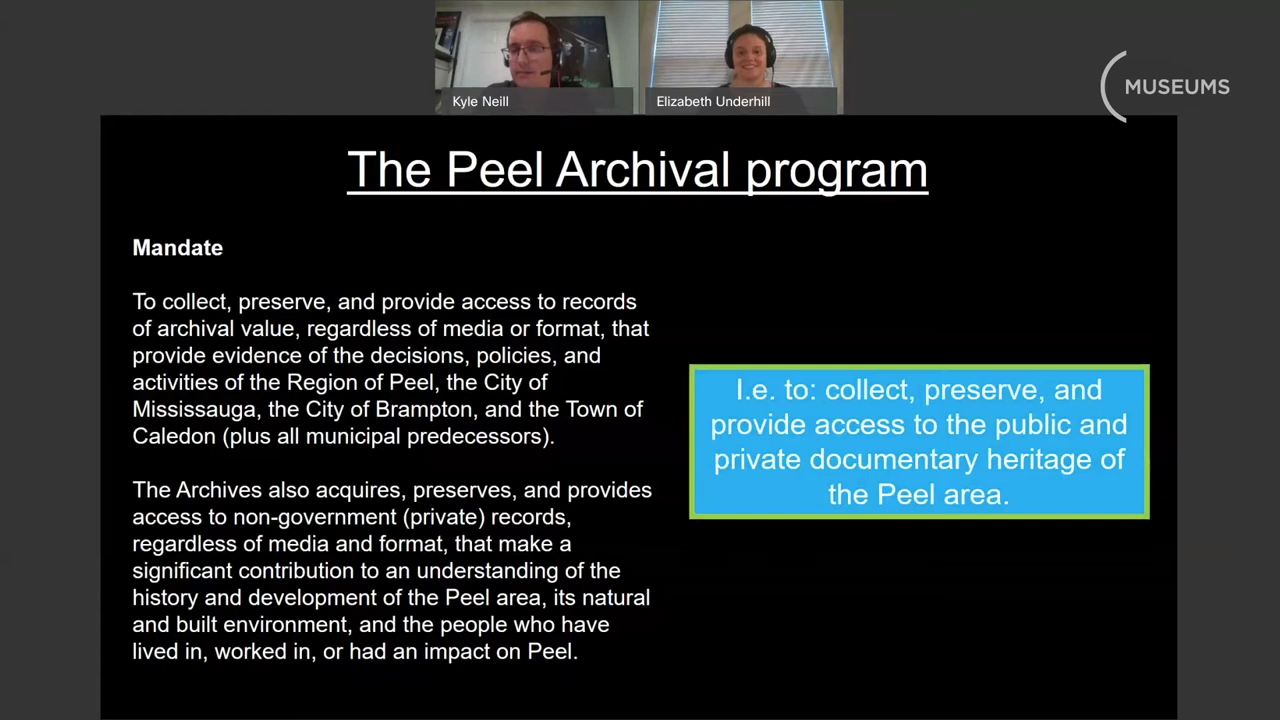 Kyle Neill
Elizabeth Underhill
MUSEUMS
The Peel Archival program
Mandate
To collect, preserve, and provide access to records
of archival value, regardless of media or format, that
provide evidence of the decisions, policies, and
activities of the Region of Peel, the City of
Mississauga, the City of Brampton, and the Town of
Caledon (plus all municipal predecessors).
The Archives also acquires, preserves, and provides
access to non-government (private) records,
regardless of media and format, that make a
significant contribution to an understanding of the
history and development of the Peel area, its natural
and built environment, and the people who have
lived in, worked in, or had an impact on Peel.
I.e. to: collect, preserve, and
provide access to the public and
private documentary heritage of
the Peel area.